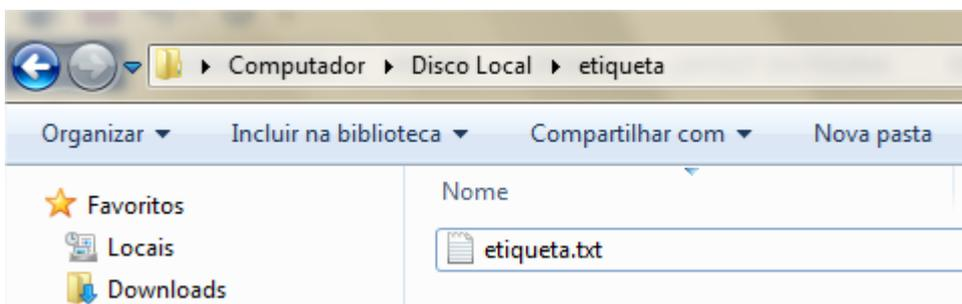 Computador Disco Local etiqueta
Organizar Incluir na biblioteca Compartilhar com Nova pasta
Favoritos
Nome
Locais
etiqueta.txt
Downloads